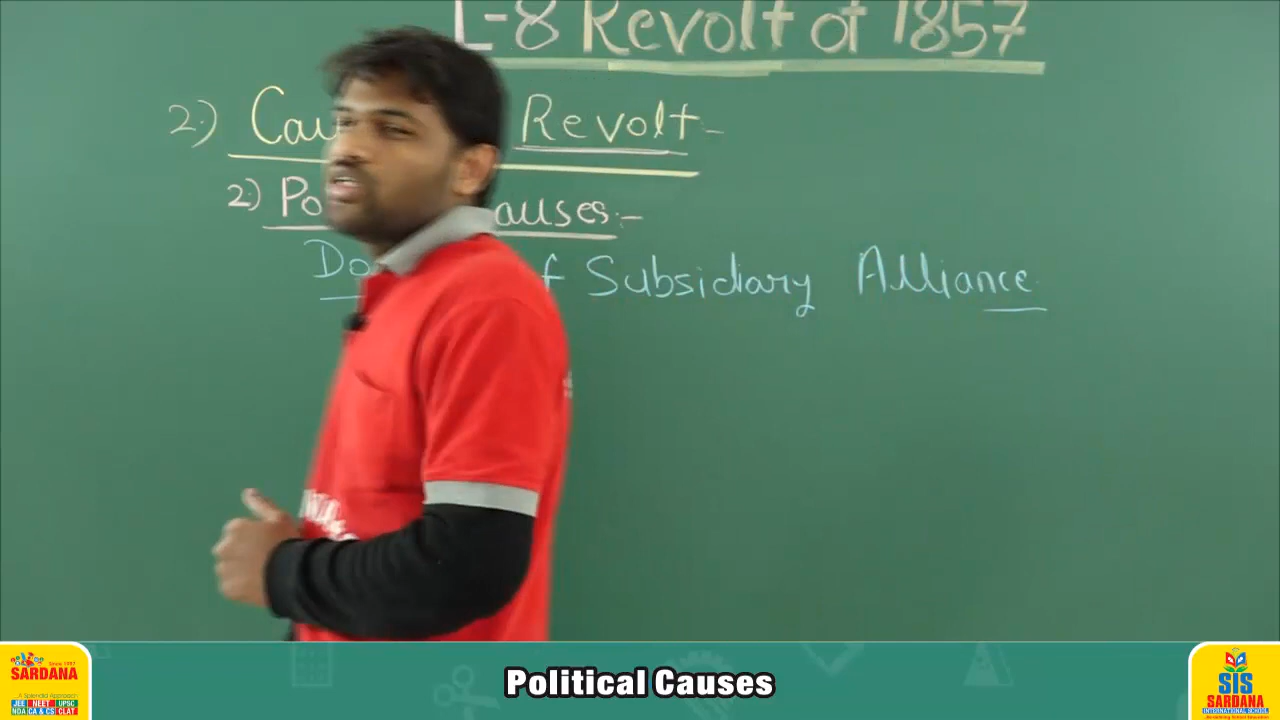 L-8 Revolt of 1857
2.) Cau Revolt-
2.) Po auses:-
Do f Subsidiary Alliance
Since 1997
SARDANA
A Splendid Approach
JEE NEET UPSC
NDA CA & CS CLAT
Political Causes
SIS
SARDANA
INTERNATIONAL SCHOOL